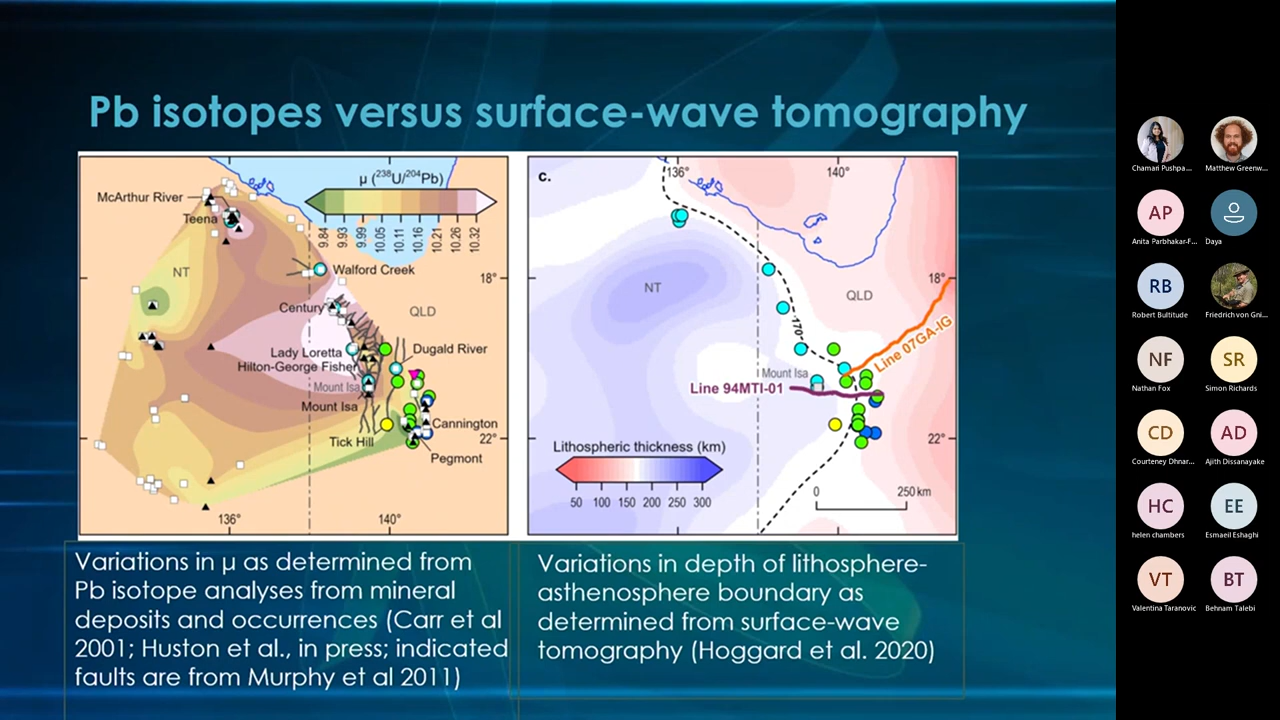 Pb isotopes versus surface-wave tomography
µ (238U/204Pb)
9.84
9.93
9.99
10.05
10.11
10.16
10.21
10.26
10.32
McArthur River
Teena
NT
Walford Creek
18°
Century
QLD
Lady Loretta
Dugald River
Hilton-George Fisher
Mount Isa
Mount Isa
Cannington
22°
Tick Hill
Pegmont
136°
140°
c.
136°
140°
18°
NT
QLD
170
Line 07GA-IG
Mount Isa
Line 94MTI-01
22°
Lithospheric thickness (km)
50 100 150 200 250 300
0 250 km
Variations in µ as determined from
Pb isotope analyses from mineral
deposits and occurrences (Carr et al
2001; Huston et al., in press; indicated
faults are from Murphy et al 2011)
Variations in depth of lithosphere-
asthenosphere boundary as
determined from surface-wave
tomography (Hoggard et al. 2020)
Chamari Pushpa...
Matthew Greenw...
AP
Anita Parbhakar-F...
Daya
RB
Robert Bultitude
Friedrich von Gni...
NF
Nathan Fox
SR
Simon Richards
CD
Courteney Dhnar...
AD
Ajith Dissanayake
HC
helen chambers
EE
Esmaeil Eshaghi
VT
Valentina Taranovic
BT
Behnam Talebi